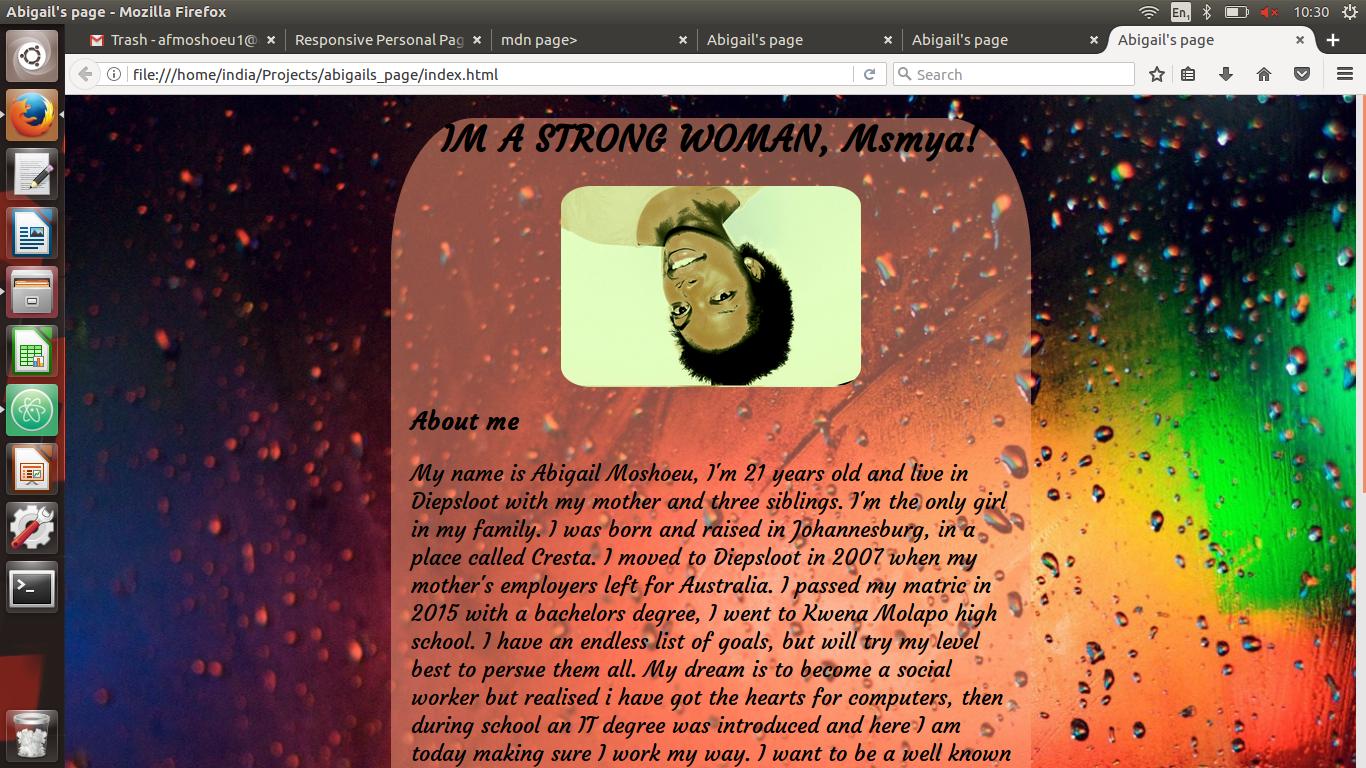 Abigail's page - Mozilla Firefox
En1
10:30
Trash - afmoshoeu1@
Responsive Personal Pag
mdn page>
Abigail's page
Abigail's page
Abigail's page
file:///home/india/Projects/abigails_page/index.html
Search
IM A STRONG WOMAN, Msmya!
About me
My name is Abigail Moshoeu, I'm 21 years old and live in
Diepsloot with my mother and three siblings. I'm the only girl
in my family. I was born and raised in Johannesburg, in a
place called Cresta. I moved to Diepsloot in 2007 when my
mother's employers left for Australia. I passed my matric in
2015 with a bachelors degree, I went to Kwena Molapo high
school. I have an endless list of goals, but will try my level
best to persue them all. My dream is to become a social
worker but realised i have got the hearts for computers, then
during school an IT degree was introduced and here I am
today making sure I work my way. I want to be a well known